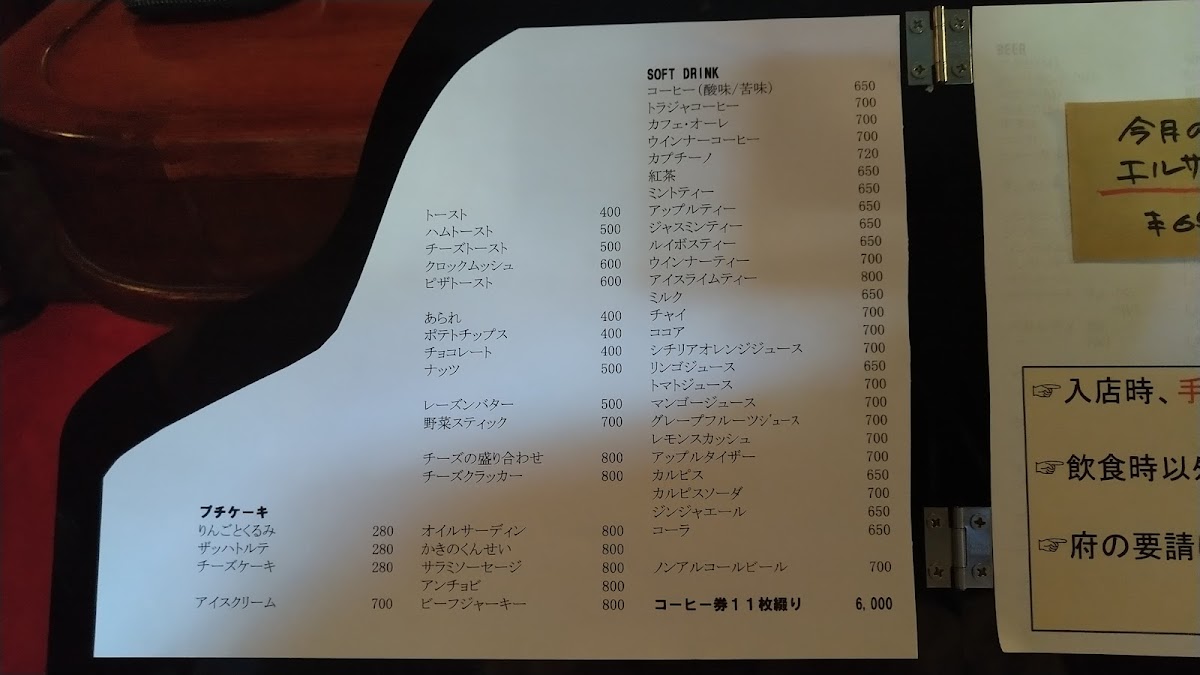 プチケーキ
りんごとくるみ 280
ザッハトルテ 280
チーズケーキ 280
アイスクリーム 700
トースト 400
ハムトースト 500
チーズトースト 500
クロックムッシュ 600
ピザトースト 600
あられ 400
ポテトチップス 400
チョコレート 400
ナッツ 500
レーズンバター 500
野菜スティック 700
チーズの盛り合わせ 800
チーズクラッカー 800
オイルサーディン 800
かきのくんせい 800
サラミソーセージ 800
アンチョビ 800
ビーフジャーキー 800
SOFT DRINK
コーヒー(酸味/苦味) 650
トラジャコーヒー 700
カフェ・オーレ 700
ウインナーコーヒー 700
カプチーノ 720
紅茶 650
ミントティー 650
アップルティー 650
ジャスミンティー 650
ルイボスティー 650
ウインナーティー 700
アイスライムティー 800
ミルク 650
チャイ 700
ココア 700
シチリアオレンジジュース 700
リンゴジュース 650
トマトジュース 700
マンゴージュース 700
グレープフルーツジュース 700
レモンスカッシュ 700
アップルタイザー 700
カルピス 650
カルピスソーダ 700
ジンジャエール 650
コーラ 650
ノンアルコールビール 700
コーヒー券11枚綴り 6,000
今月の
エルサ
¥6
☞入店時、手
☞飲食時以外
☞府の要請